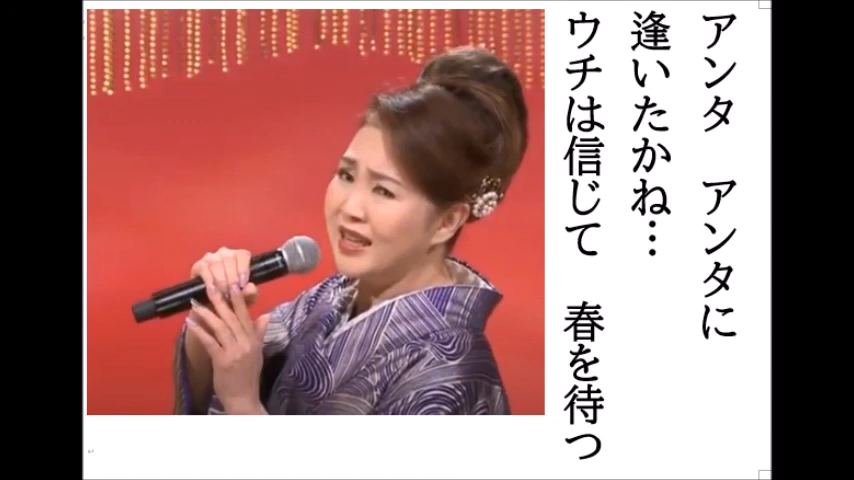 アンタ　アンタに
逢いたかね…
ウチは信じて　春を待つ